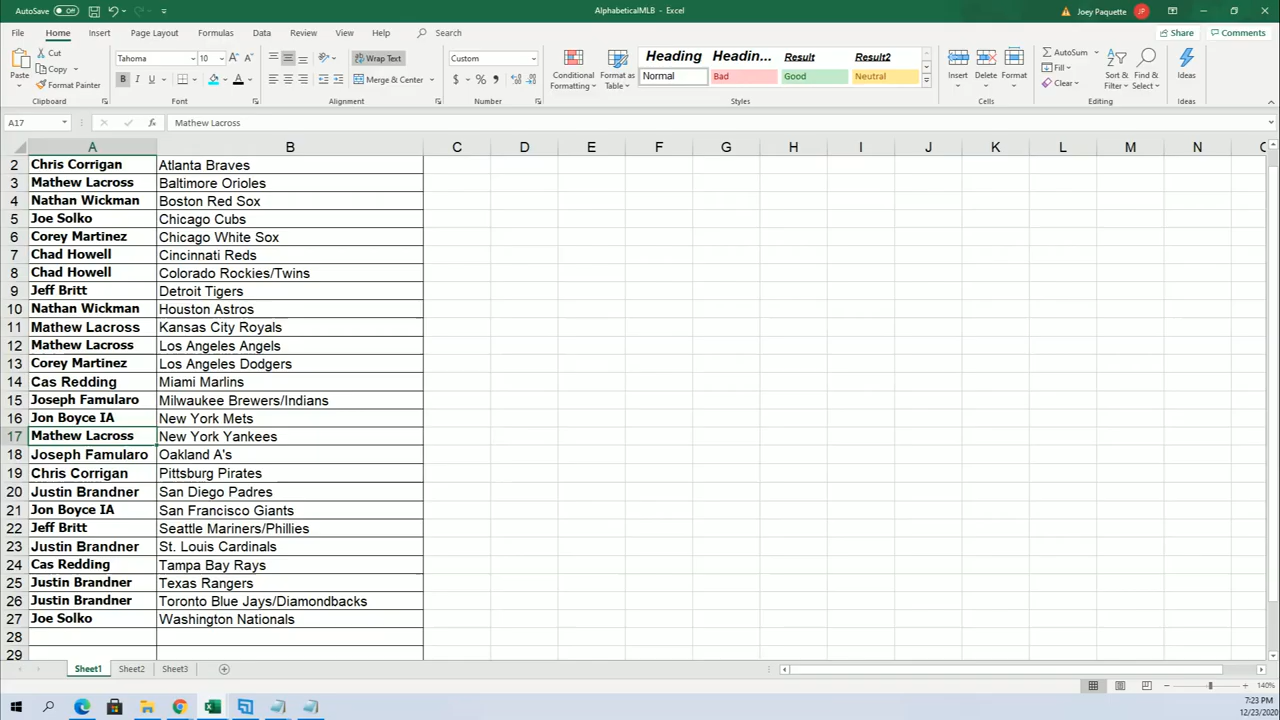 AutoSave Off AlphabeticalMLB - Excel Joey Paquette JP
File Home Insert Page Layout Formulas Data Review View Help Search Share Comments
Paste Cut Copy Format Painter Clipboard
Tahoma 10 A A B I U A Font
Wrap Text Merge & Center Alignment
Custom $ % , Number
Conditional Formatting Format as Table
Heading Headin... Result Result2
Normal Bad Good Neutral Styles
Insert Delete Format Cells
AutoSum Fill Clear Sort & Filter Find & Select Editing
Ideas Ideas
A17 fx Mathew Lacross
A B C D E F G H I J K L M N
2 Chris Corrigan Atlanta Braves
3 Mathew Lacross Baltimore Orioles
4 Nathan Wickman Boston Red Sox
5 Joe Solko Chicago Cubs
6 Corey Martinez Chicago White Sox
7 Chad Howell Cincinnati Reds
8 Chad Howell Colorado Rockies/Twins
9 Jeff Britt Detroit Tigers
10 Nathan Wickman Houston Astros
11 Mathew Lacross Kansas City Royals
12 Mathew Lacross Los Angeles Angels
13 Corey Martinez Los Angeles Dodgers
14 Cas Redding Miami Marlins
15 Joseph Famularo Milwaukee Brewers/Indians
16 Jon Boyce IA New York Mets
17 Mathew Lacross New York Yankees
18 Joseph Famularo Oakland A's
19 Chris Corrigan Pittsburg Pirates
20 Justin Brandner San Diego Padres
21 Jon Boyce IA San Francisco Giants
22 Jeff Britt Seattle Mariners/Phillies
23 Justin Brandner St. Louis Cardinals
24 Cas Redding Tampa Bay Rays
25 Justin Brandner Texas Rangers
26 Justin Brandner Toronto Blue Jays/Diamondbacks
27 Joe Solko Washington Nationals
28
29
Sheet1 Sheet2 Sheet3
140%
7:23 PM
12/23/2020